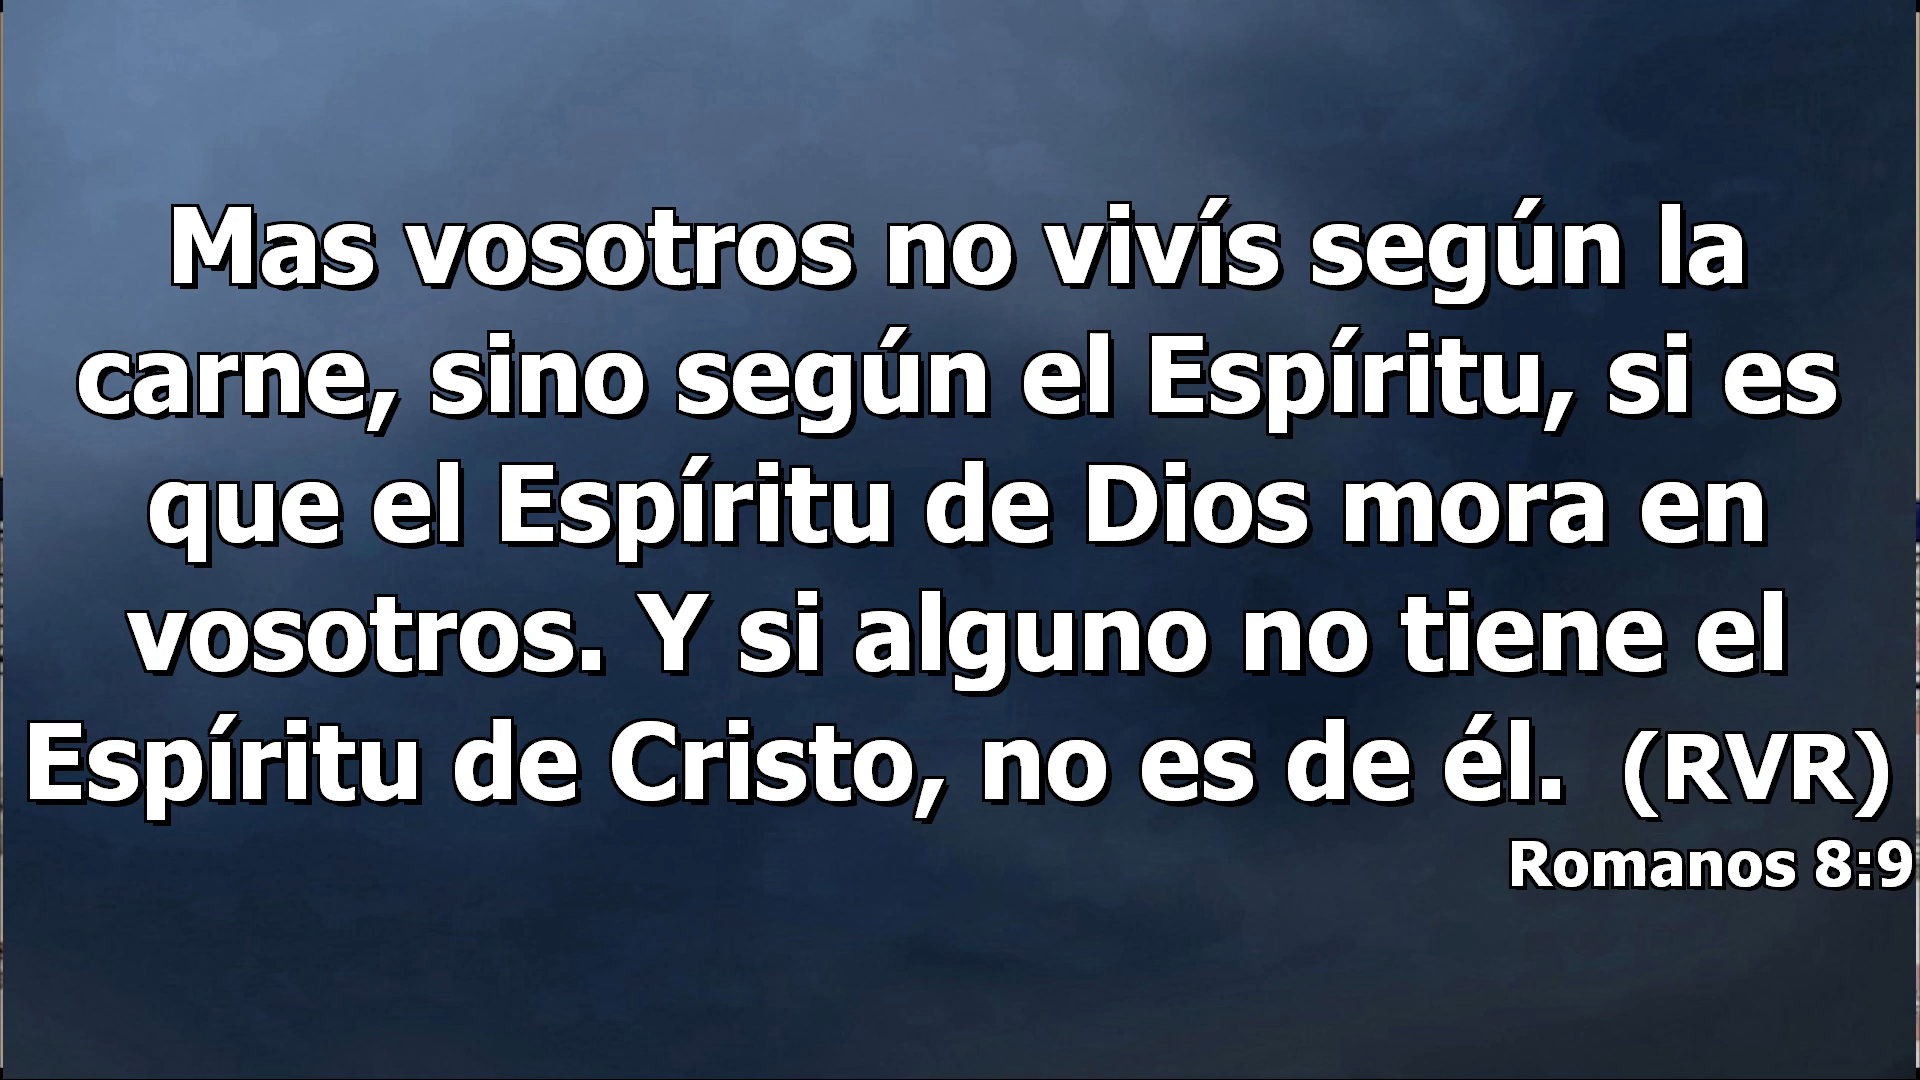 Mas vosotros no vivís según la
carne, sino según el Espíritu, si es
que el Espíritu de Dios mora en
vosotros. Y si alguno no tiene el
Espíritu de Cristo, no es de él. (RVR)
Romanos 8:9